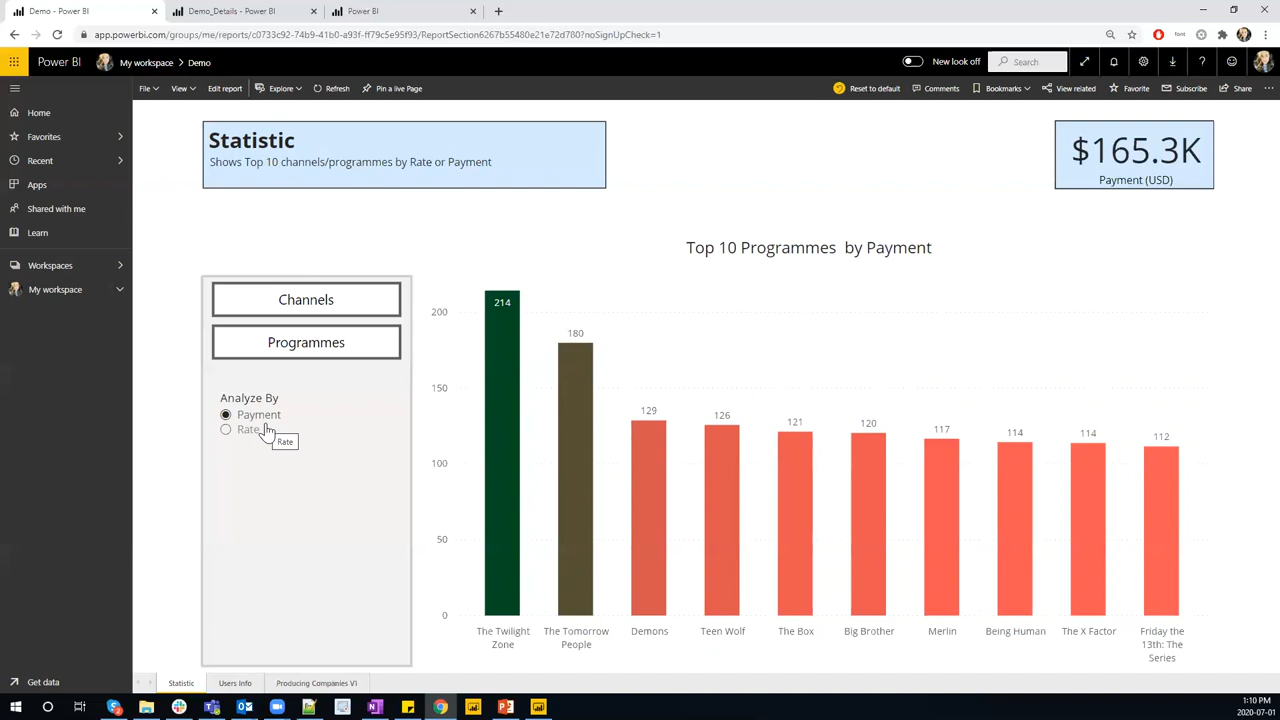 Demo - Power BI
Demo_Details - Power BI
Power BI
app.powerbi.com/groups/me/reports/c0733c92-74b9-41b0-a93f-ff79c5e95f93/ReportSection6267b55480e21e72d780?noSignUpCheck=1
Power BI
My workspace
Demo
New look off
Search
File
View
Edit report
Explore
Refresh
Pin a live Page
Reset to default
Comments
Bookmarks
View related
Favorite
Subscribe
Share
Home
Favorites
Recent
Apps
Shared with me
Learn
Workspaces
My workspace
Get data
Statistic
Shows Top 10 channels/programmes by Rate or Payment
$165.3K
Payment (USD)
Channels
Programmes
Analyze By
Payment
Rate
Rate
Top 10 Programmes by Payment
200
150
100
50
0
214
180
129
126
121
120
117
114
114
112
The Twilight
Zone
The Tomorrow
People
Demons
Teen Wolf
The Box
Big Brother
Merlin
Being Human
The X Factor
Friday the
13th: The
Series
Statistic
Users Info
Producing Companies V1
1:10 PM
2020-07-01